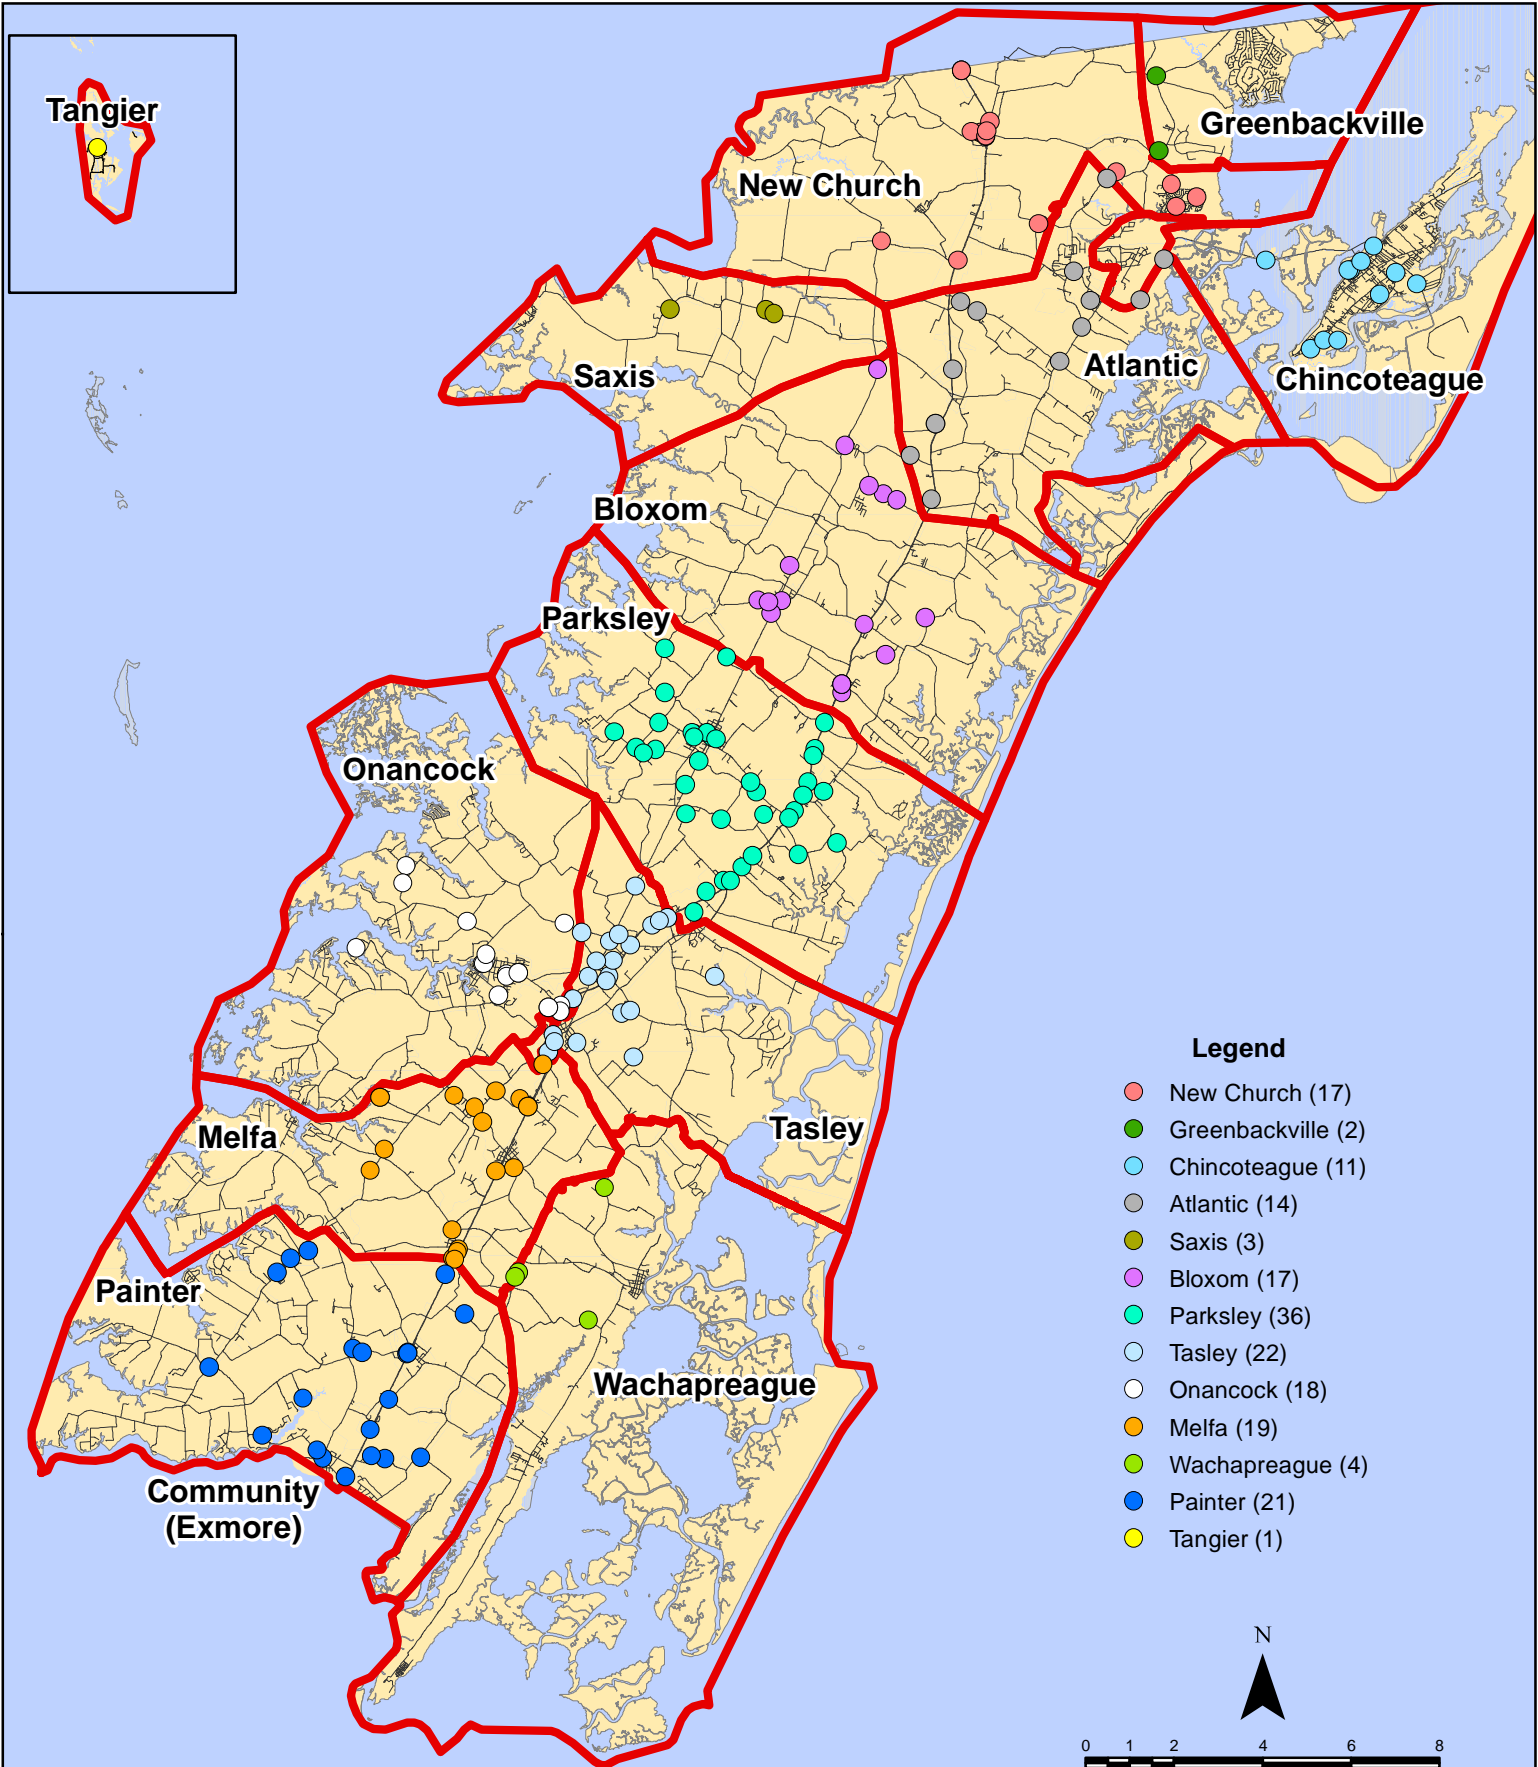 Tangier
Greenbackville
New Church
Atlantic
Saxis
Chincoteague
Bloxom
Parksley
Onancock
Tasley
Melfa
Painter
Wachapreague
Community
(Exmore)
Legend
New Church (17)
Greenbackville (2)
Chincoteague (11)
Atlantic (14)
Saxis (3)
Bloxom (17)
Parksley (36)
Tasley (22)
Onancock (18)
Melfa (19)
Wachapreague (4)
Painter (21)
Tangier (1)
N
0 1 2 4 6 8